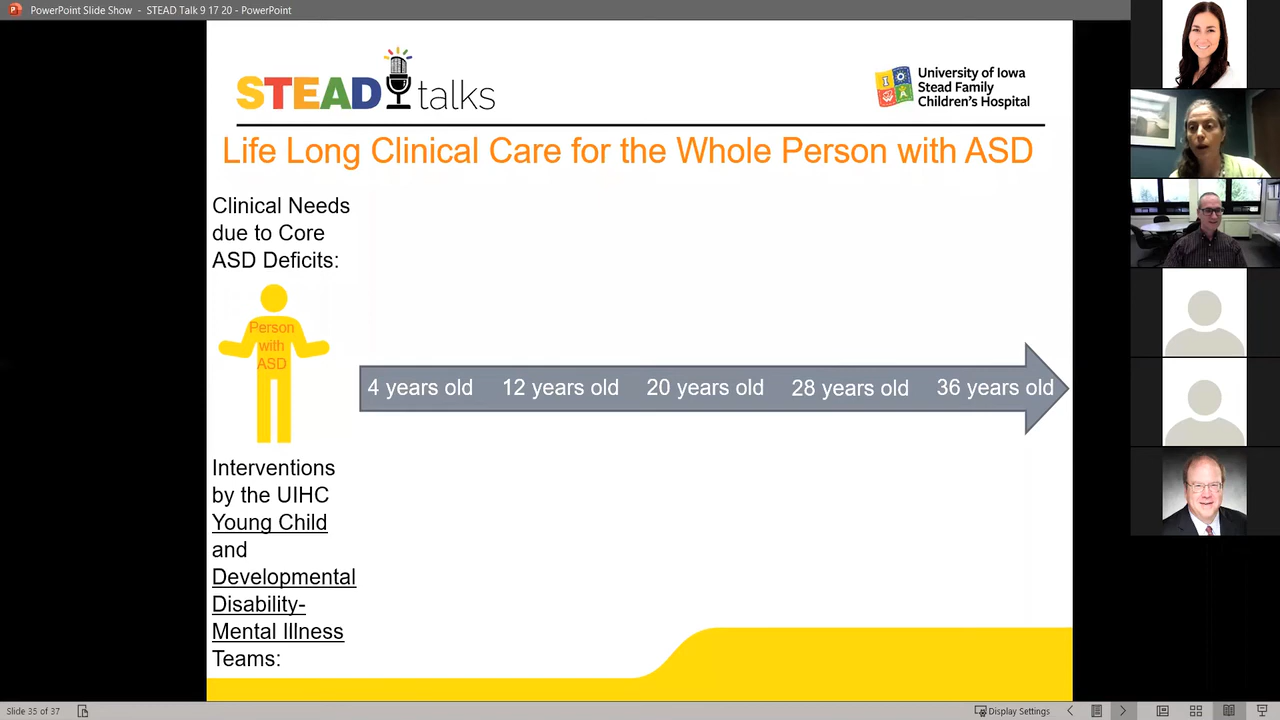 PowerPoint Slide Show - STEAD Talk 9 17 20 - PowerPoint
STEAD talks
University of Iowa
Stead Family
Children's Hospital
Life Long Clinical Care for the Whole Person with ASD
Clinical Needs
due to Core
ASD Deficits:
Person
with
ASD
4 years old 12 years old 20 years old 28 years old 36 years old
Interventions
by the UIHC
Young Child
and
Developmental
Disability-
Mental Illness
Teams:
Slide 35 of 37
Display Settings